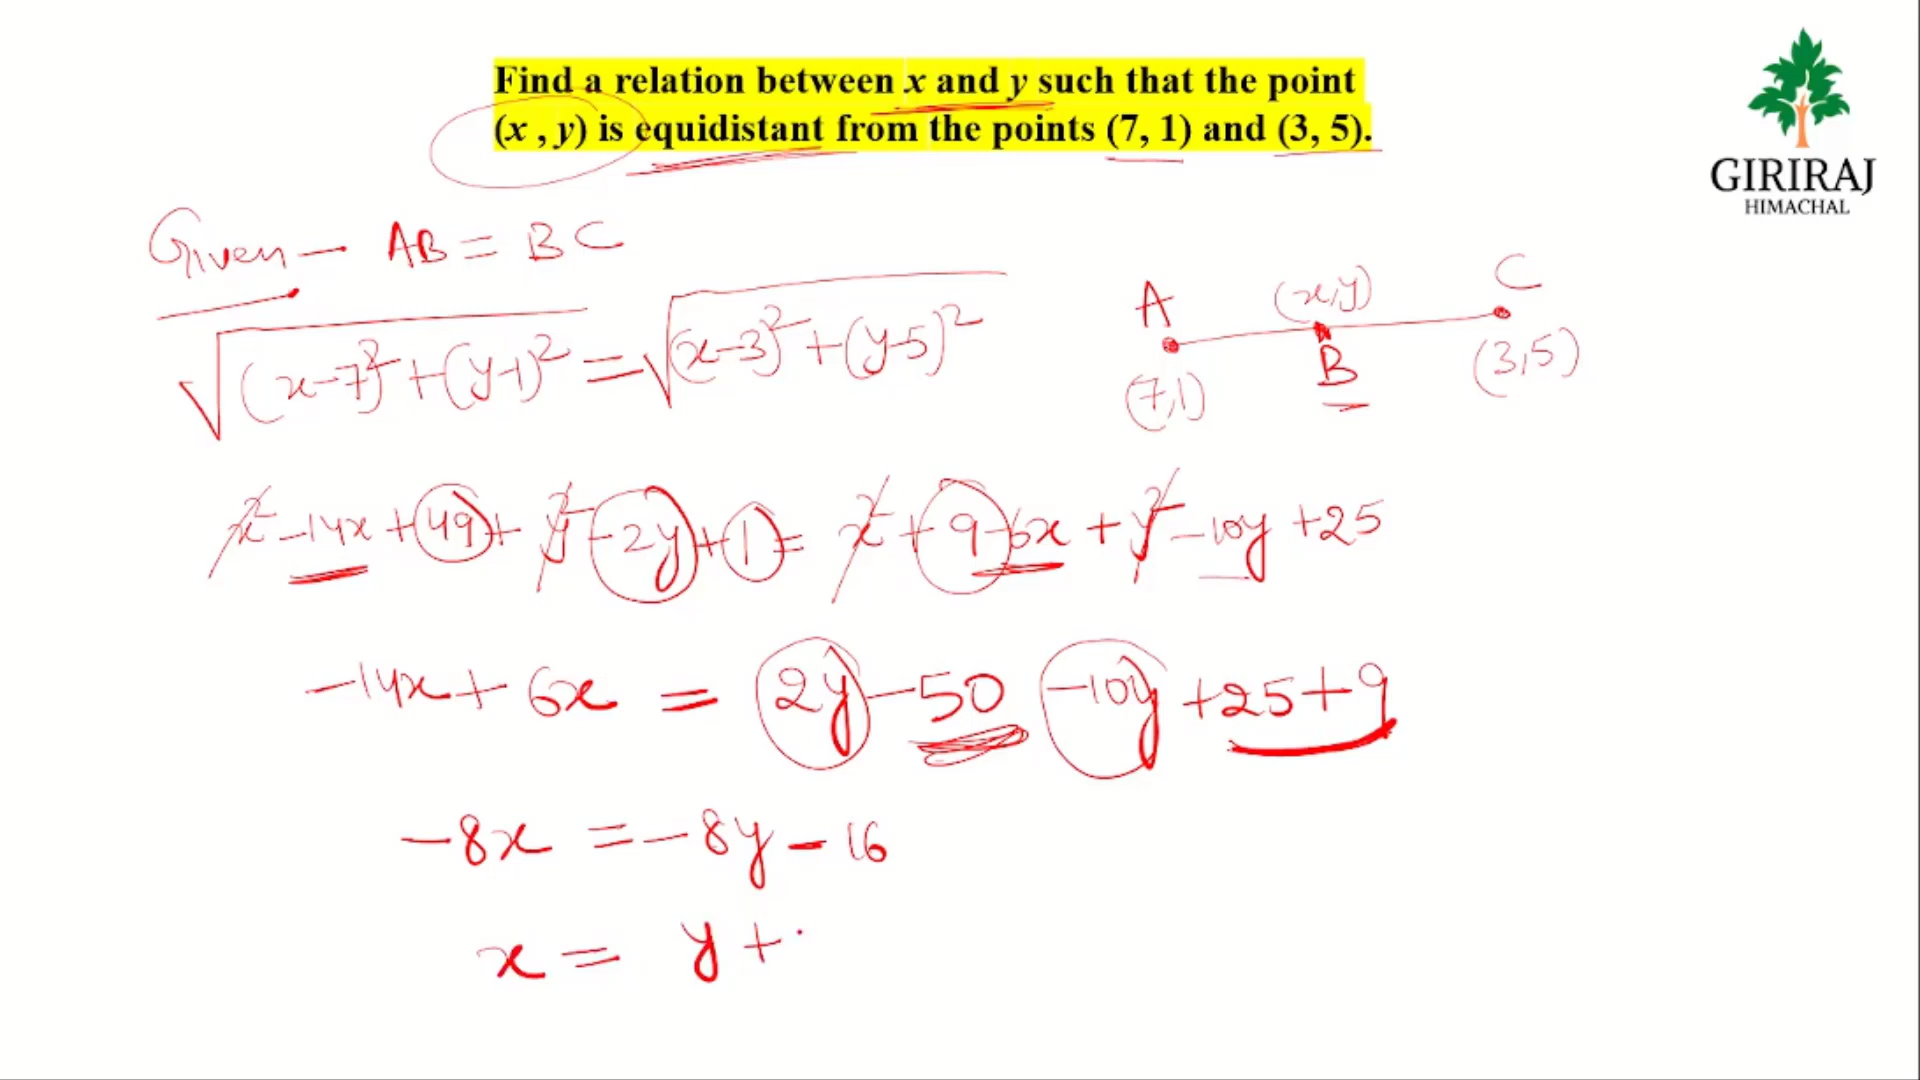 Find a relation between x and y such that the point
(x , y) is equidistant from the points (7, 1) and (3, 5).
GIRIRAJ
HIMACHAL
Given — AB = BC
√((x-7)²+(y-1)²) = √((x-3)²+(y-5)²)
A (x,y) C
(7,1) B (3,5)
x² -14x + 49 + y² - 2y + 1 = x² + 9 - 6x + y² - 10y + 25
-14x + 6x = 2y - 50 -10y + 25 + 9
-8x = -8y - 16
x = y +